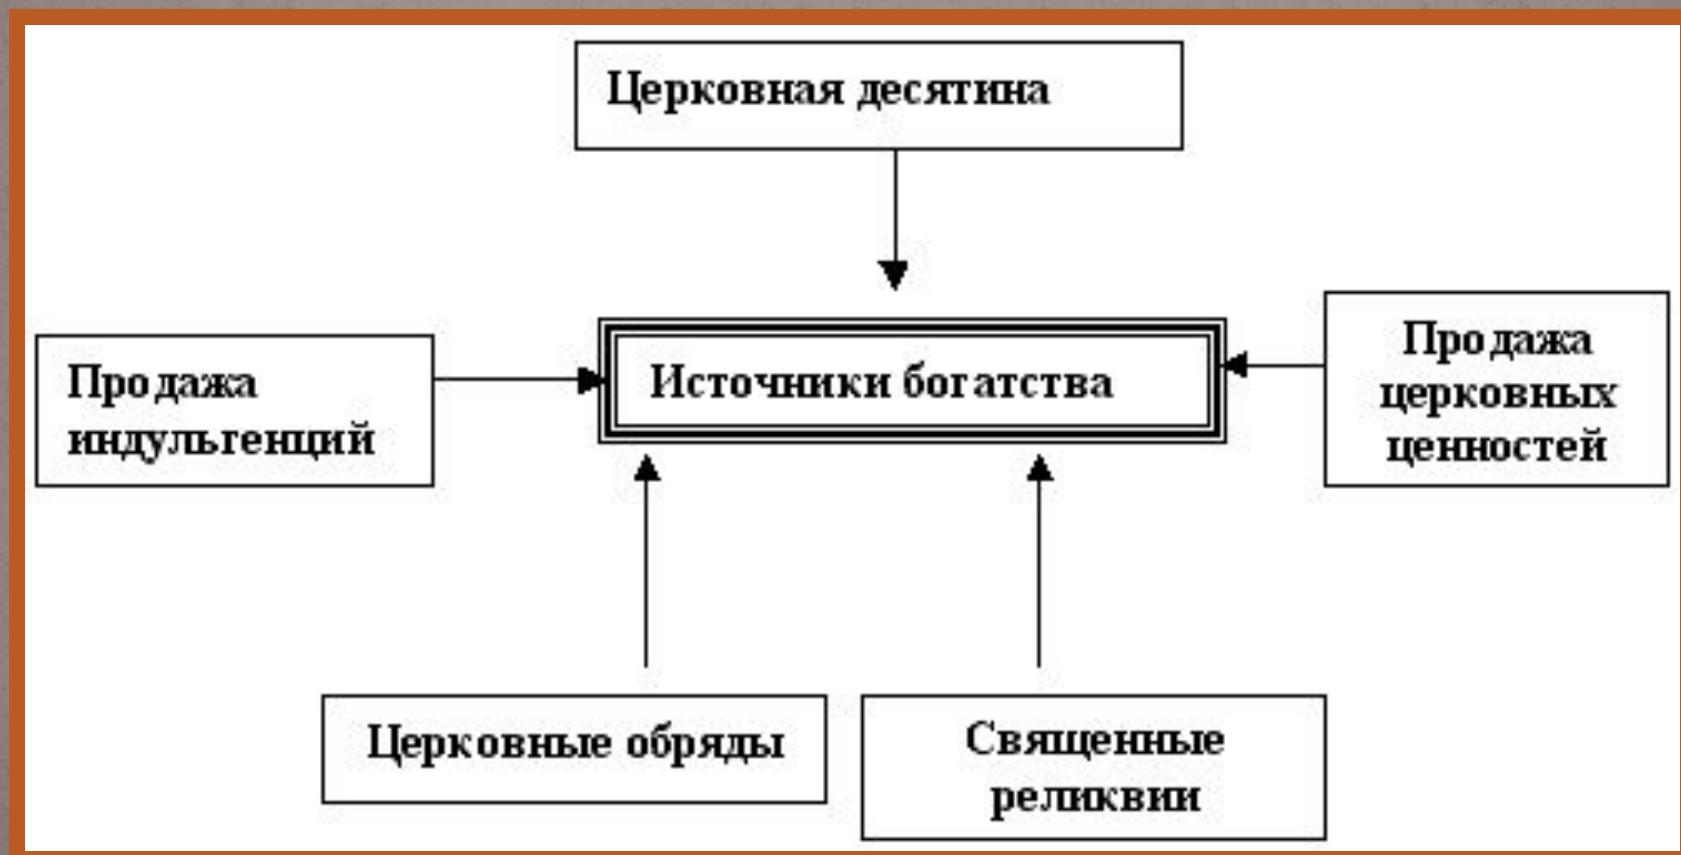 Церковная десятина
Продажа
индульгенций
Источники богатства
Продажа
церковных
ценностей
Церковные обряды
Священные
реликвии